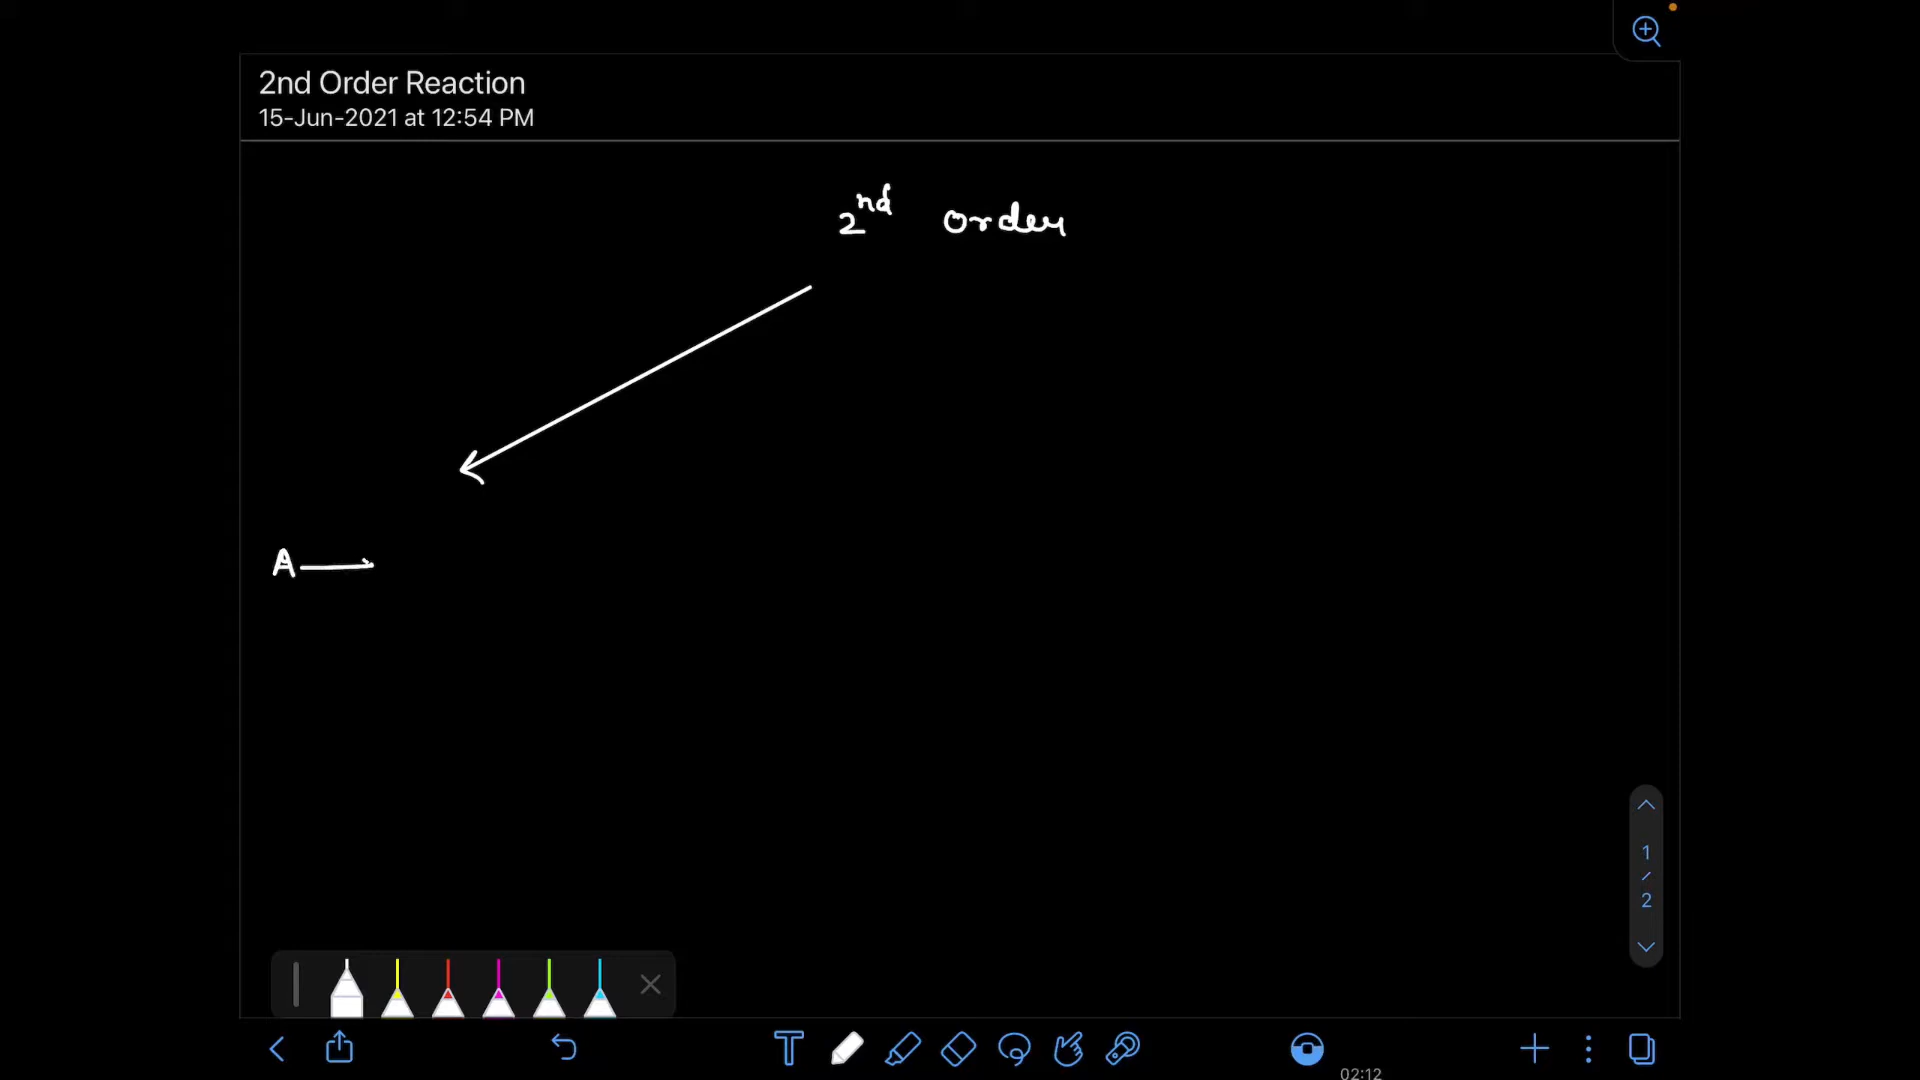 2nd Order Reaction
15-Jun-2021 at 12:54 PM
2nd order
A →
1
/
2
02:12